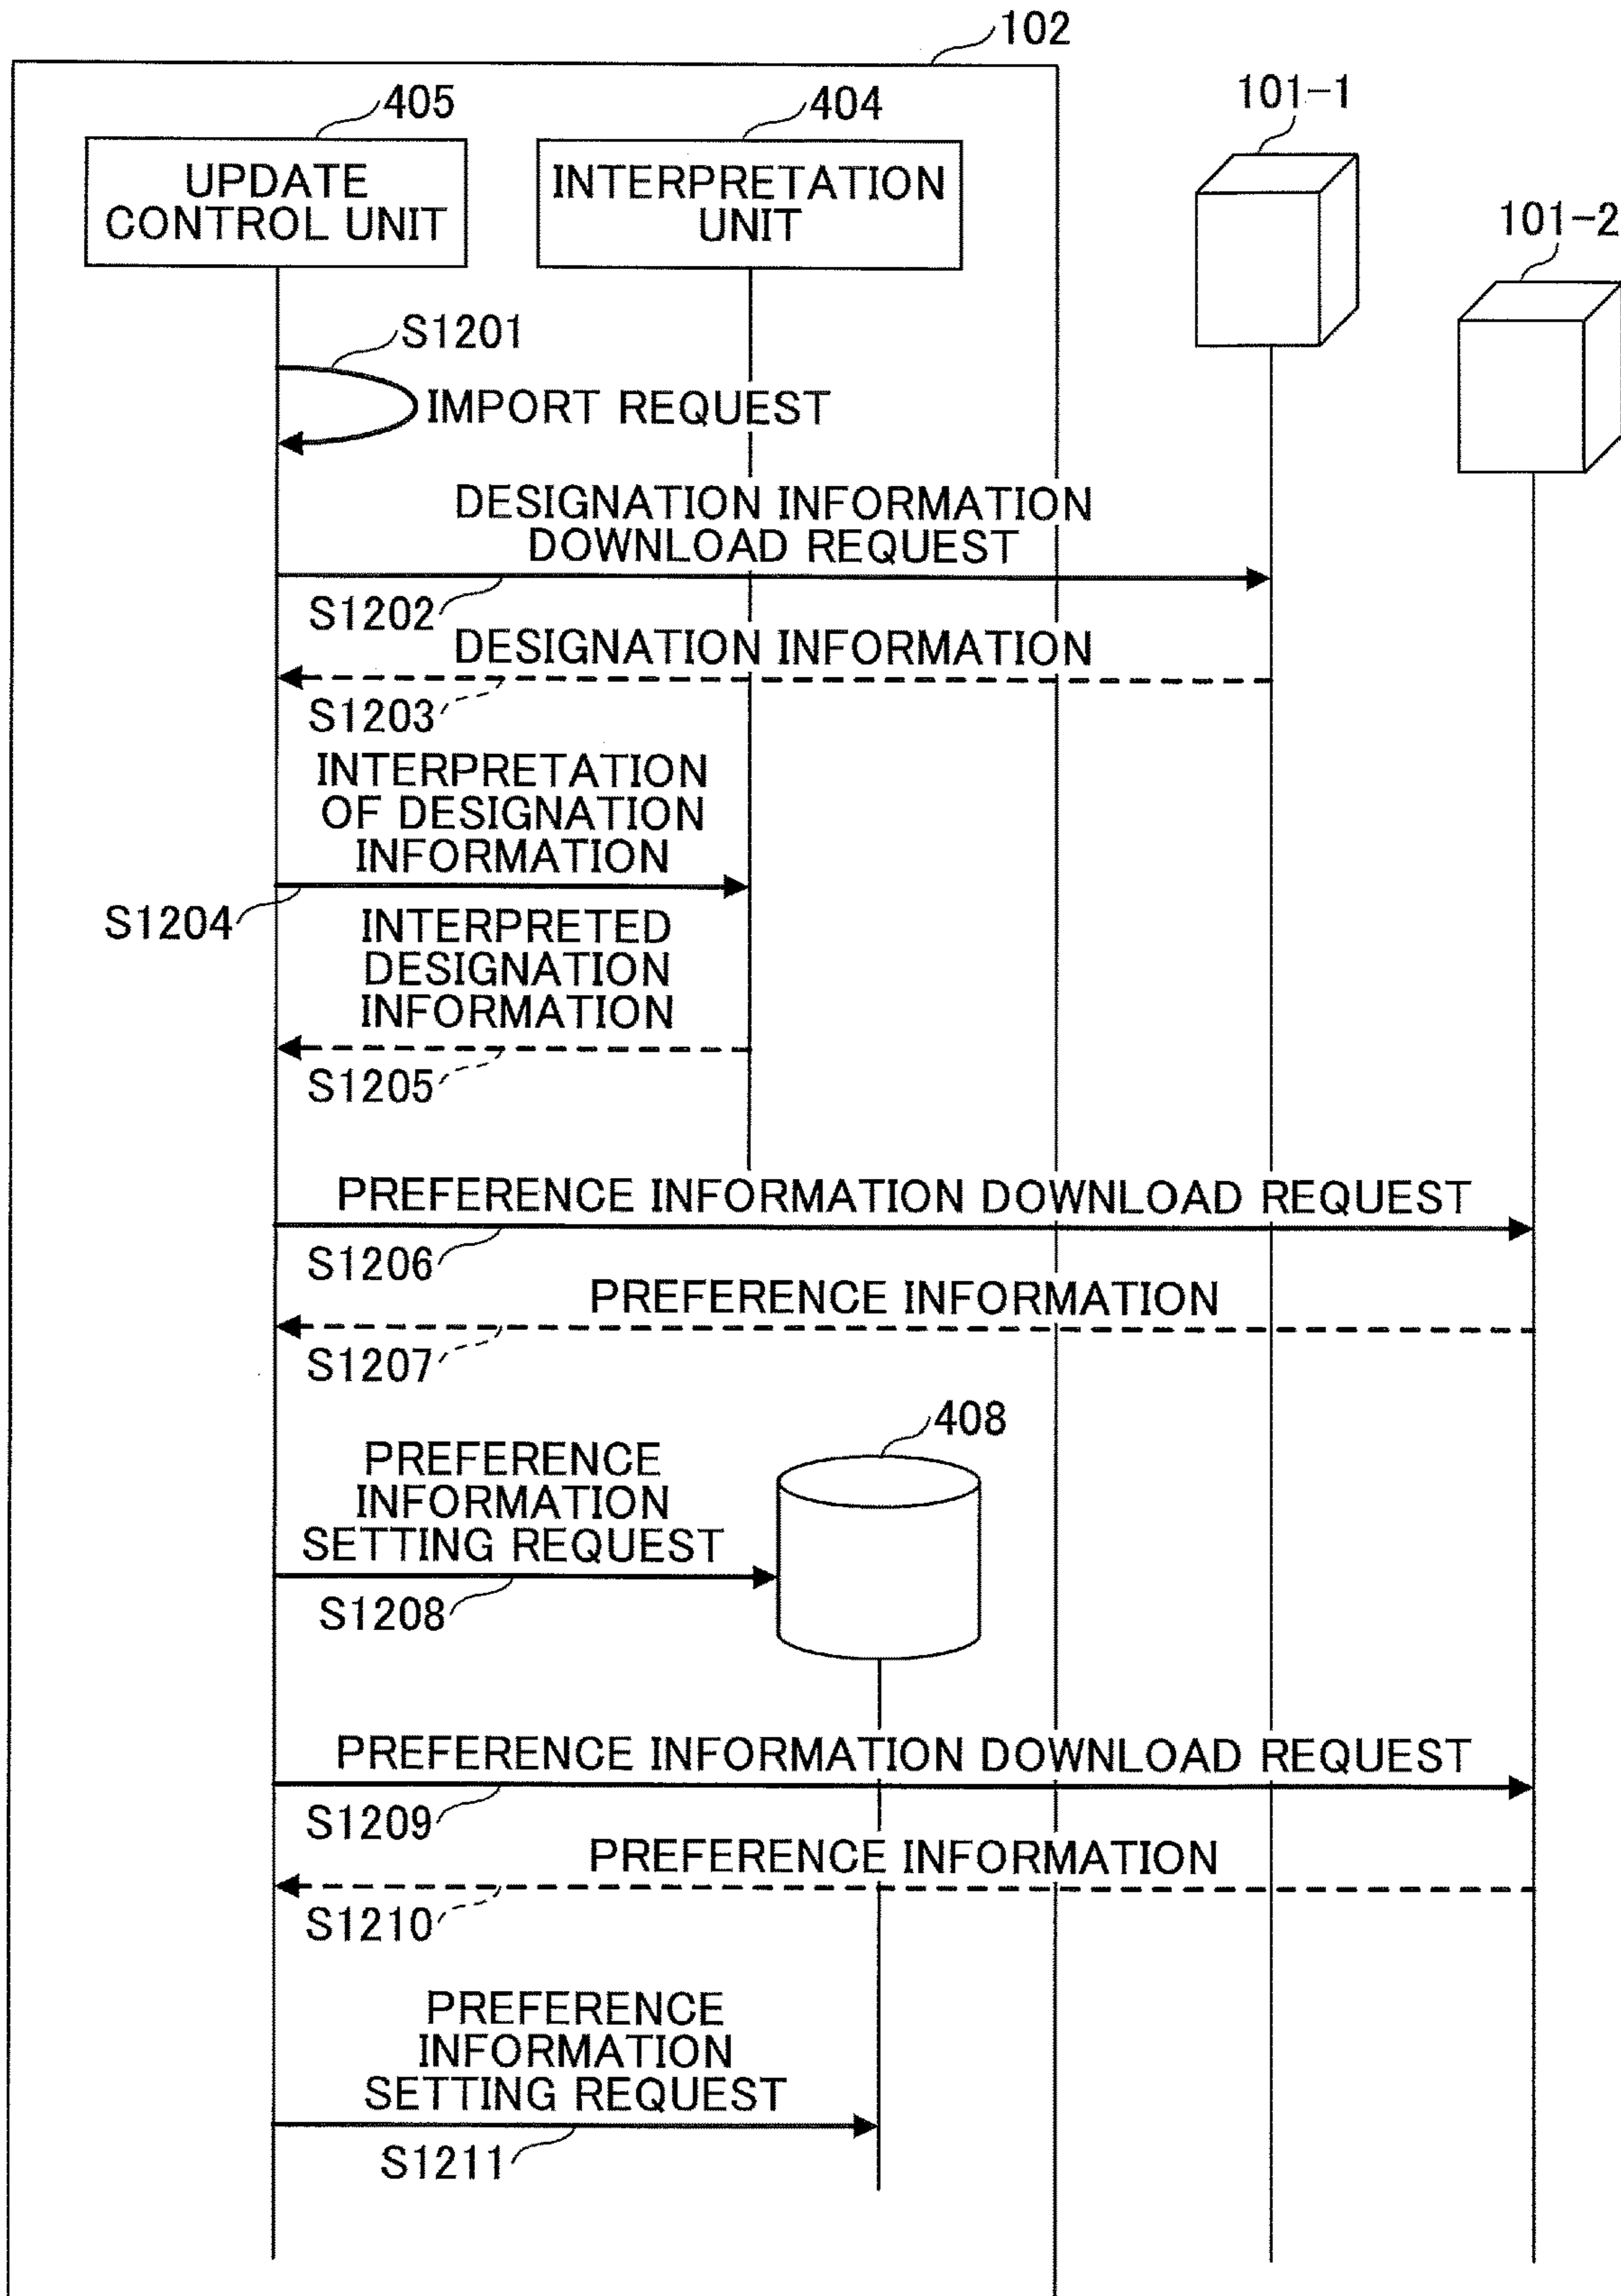 102
405
404
101-1
UPDATE
CONTROL UNIT
INTERPRETATION
UNIT
101-2
S1201
IMPORT REQUEST
DESIGNATION INFORMATION
DOWNLOAD REQUEST
S1202
DESIGNATION INFORMATION
S1203
INTERPRETATION
OF DESIGNATION
INFORMATION
S1204
INTERPRETED
DESIGNATION
INFORMATION
S1205
PREFERENCE INFORMATION DOWNLOAD REQUEST
S1206
PREFERENCE INFORMATION
S1207
408
PREFERENCE
INFORMATION
SETTING REQUEST
S1208
PREFERENCE INFORMATION DOWNLOAD REQUEST
S1209
PREFERENCE INFORMATION
S1210
PREFERENCE
INFORMATION
SETTING REQUEST
S1211